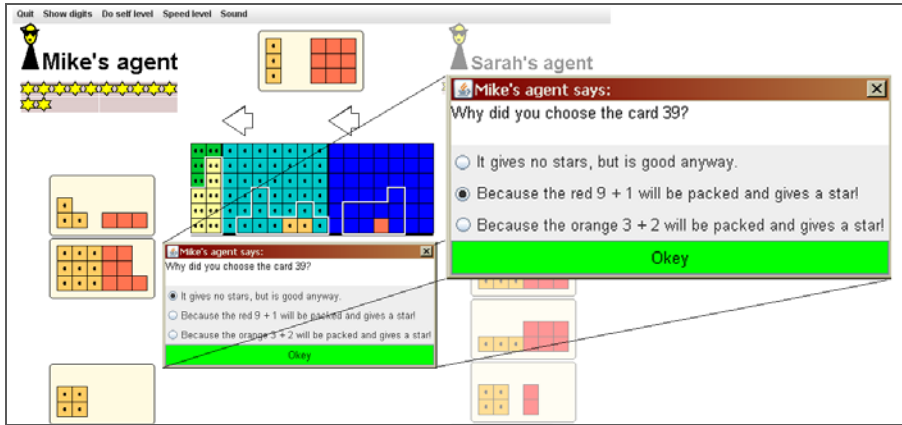 Quit Show digits Do self level Speed level Sound
Mike's agent
Sarah's agent
Mike's agent says:
Why did you choose the card 39?
It gives no stars, but is good anyway.
Because the red 9 + 1 will be packed and gives a star!
Because the orange 3 + 2 will be packed and gives a star!
Okey
Mike's agent says:
Why did you choose the card 39?
It gives no stars, but is good anyway.
Because the red 9 + 1 will be packed and gives a star!
Because the orange 3 + 2 will be packed and gives a star!
Okey